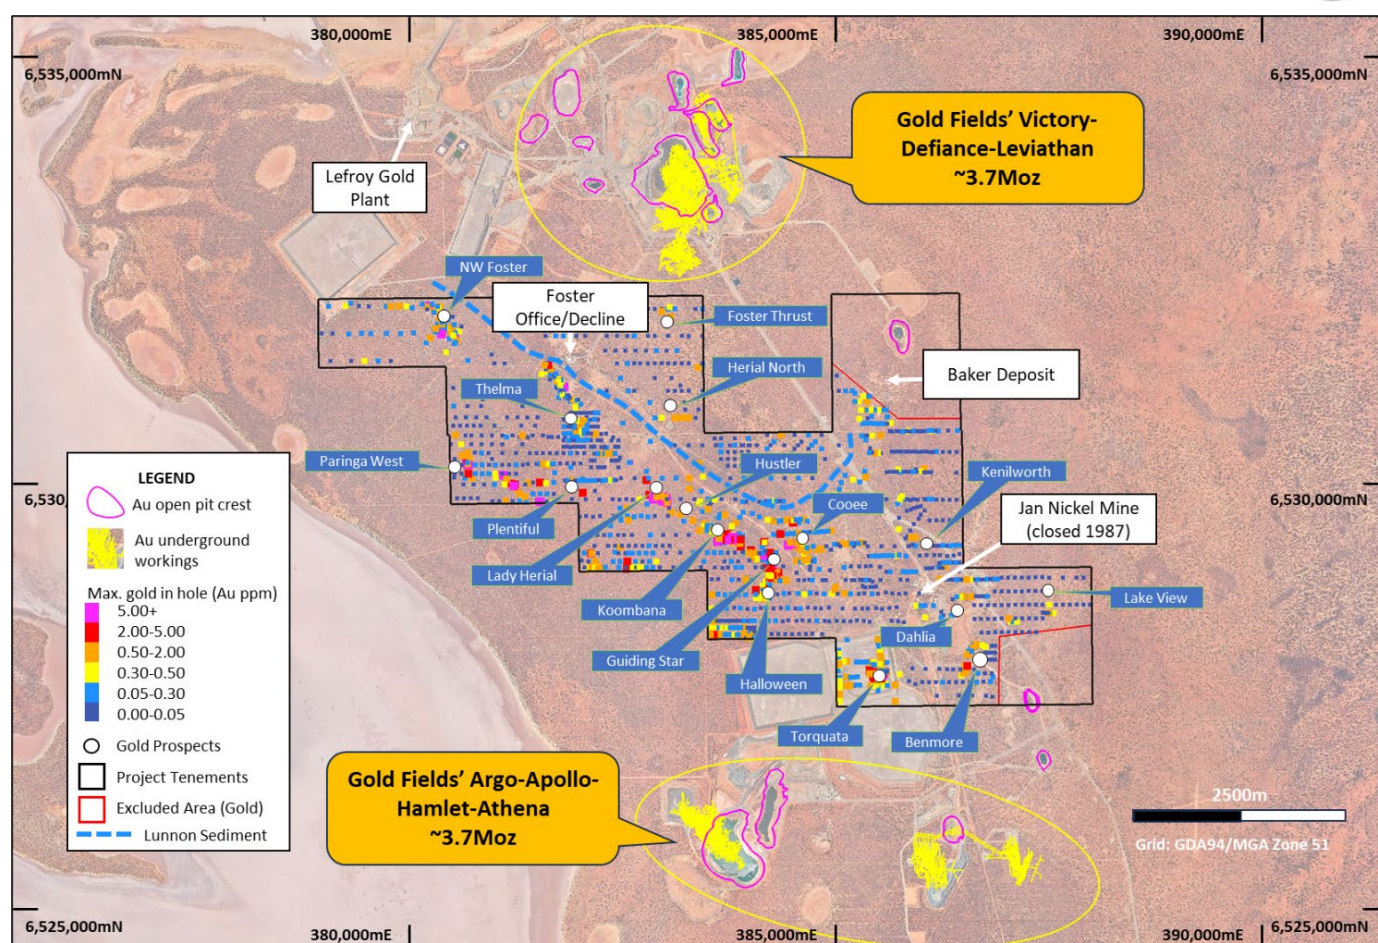 380,000mE
385,000mE
390,000mE
6,535,000mN
6,535,000mN
Gold Fields' Victory-
Defiance-Leviathan
~3.7Moz
Lefroy Gold
Plant
NW Foster
Foster
Office/Decline
Foster Thrust
Herial North
Baker Deposit
Thelma
Paringa West
Hustler
Kenilworth
6,530,
6,530,000mN
Plentiful
Cooee
Jan Nickel Mine
(closed 1987)
Lady Herial
Koombana
Lake View
Dahlia
Guiding Star
Halloween
Torquata
Benmore
LEGEND
Au open pit crest
Au underground
workings
Max. gold in hole (Au ppm)
5.00+
2.00-5.00
0.50-2.00
0.30-0.50
0.05-0.30
0.00-0.05
Gold Prospects
Project Tenements
Excluded Area (Gold)
Lunnon Sediment
Gold Fields' Argo-Apollo-
Hamlet-Athena
~3.7Moz
2500m
Grid: GDA94/MGA Zone 51
6,525,000mN
6,525,000mN
380,000mE
385,000mE
390,000mE